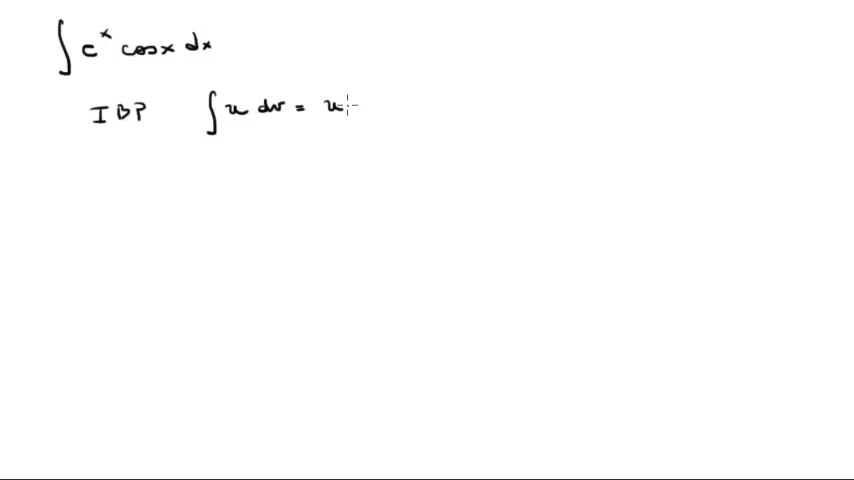 ∫ e^x cos x dx
IBP ∫ u dv = u